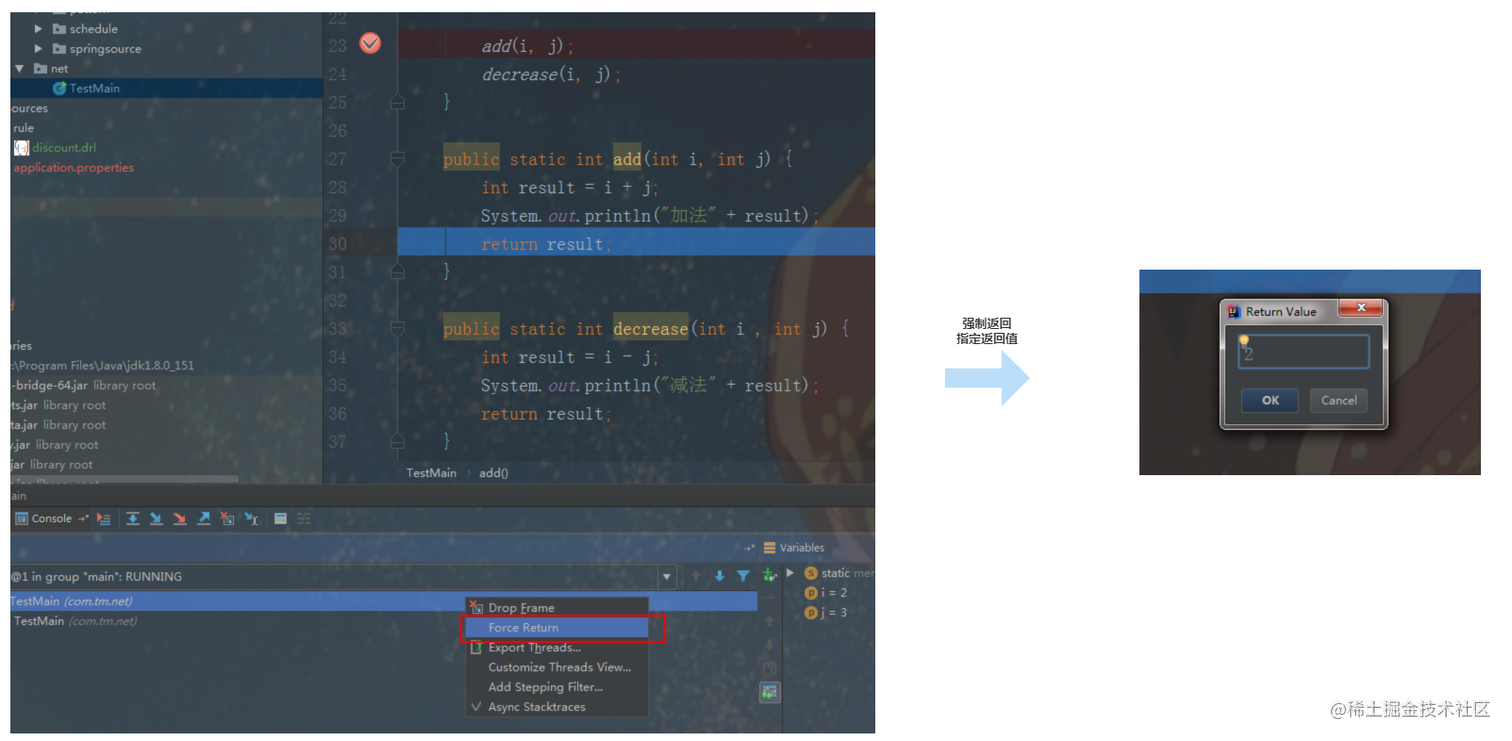 schedule
springsource
net
TestMain
ources
rule
discount.drl
application.properties
ries
:\Program Files\Java\jdk1.8.0_151
-bridge-64.jar library root
ts.jar library root
ta.jar library root
.jar library root
jar library root
22
23 add(i, j);
24 decrease(i, j);
25 }
26
27 public static int add(int i, int j) {
28 int result = i + j;
29 System.out.println("加法" + result);
30 return result;
31 }
32
33 public static int decrease(int i , int j) {
34 int result = i - j;
35 System.out.println("减法" + result);
36 return result;
37 }
TestMain › add()
ain
Console
Variables
@1 in group "main": RUNNING
static mer
TestMain (com.tm.net)
i = 2
TestMain (com.tm.net)
j = 3
Drop Frame
Force Return
Export Threads...
Customize Threads View...
Add Stepping Filter...
Async Stacktraces
强制返回
指定返回值
Return Value
2
OK
Cancel
@稀土掘金技术社区